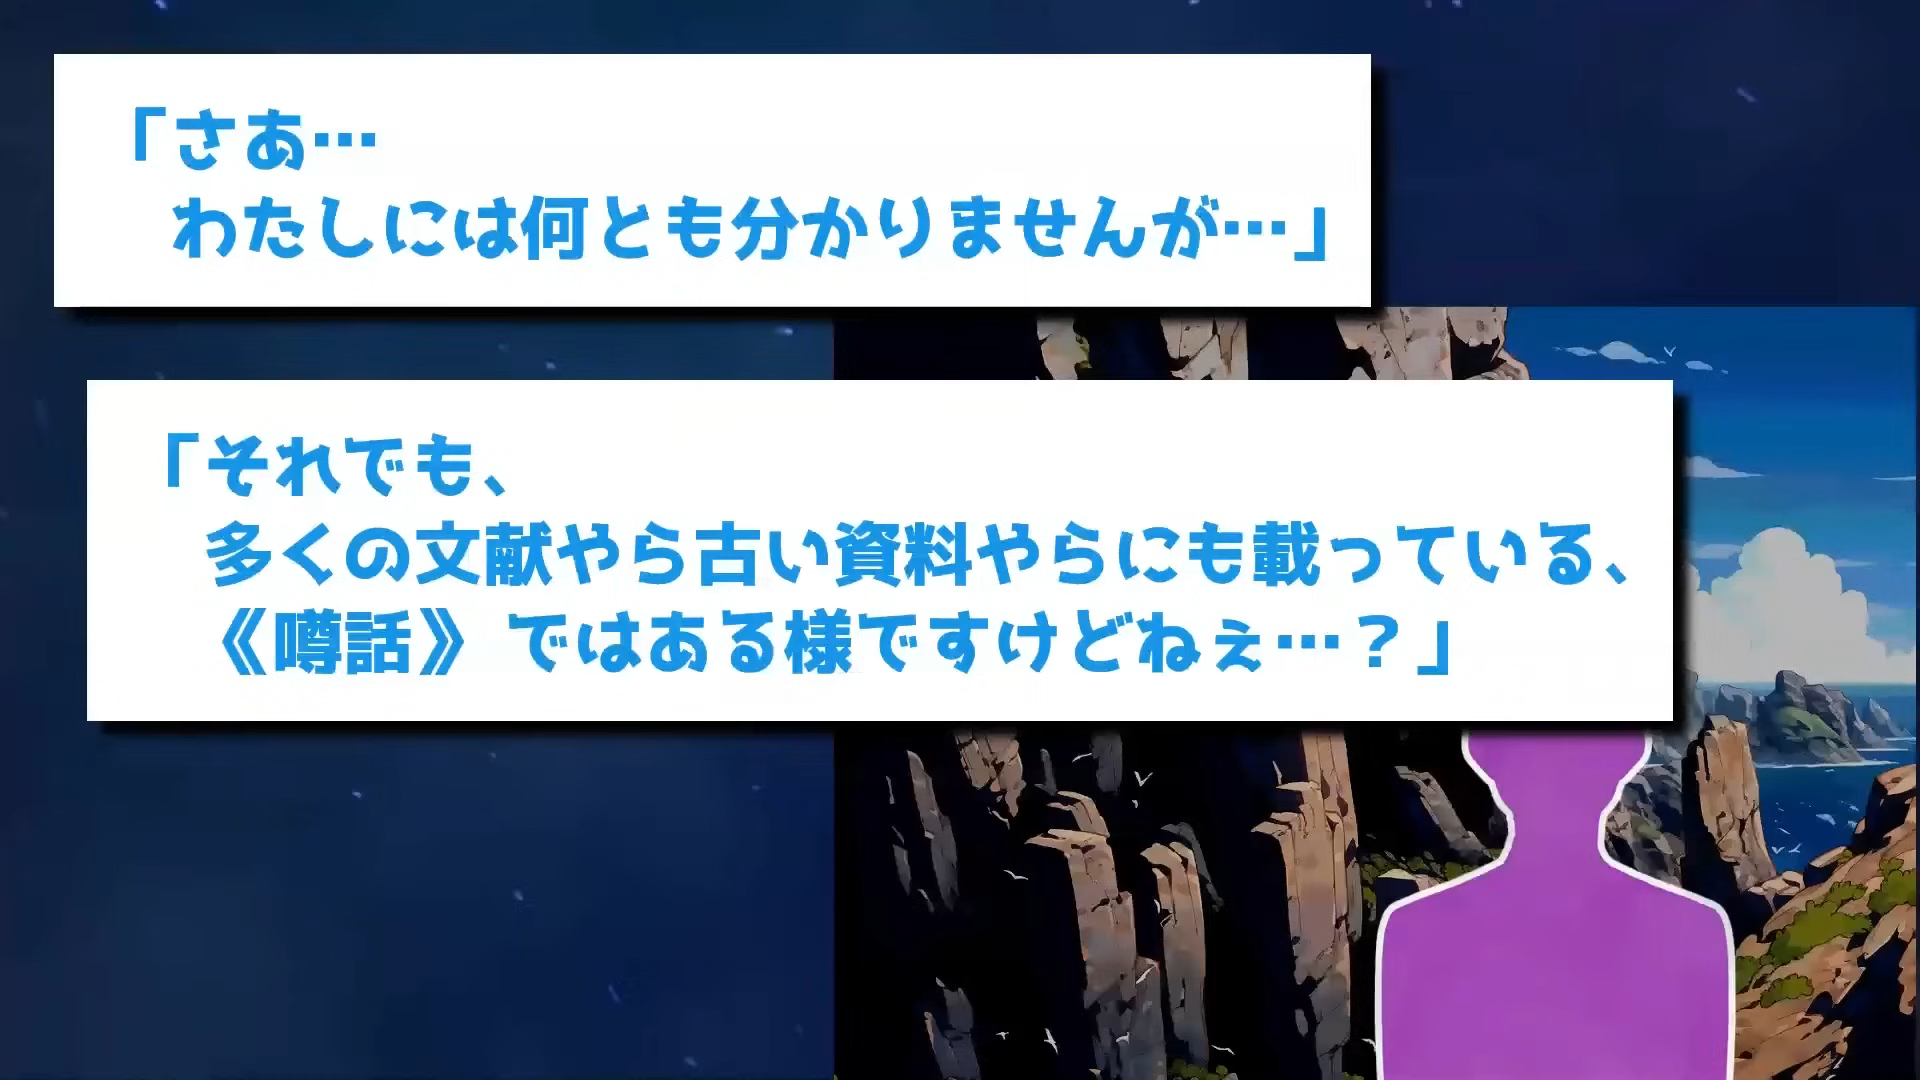 「さあ…
わたしには何とも分かりませんが…」
「それでも、
多くの文献やら古い資料やらにも載っている、
《噂話》ではある様ですけどねぇ…？」